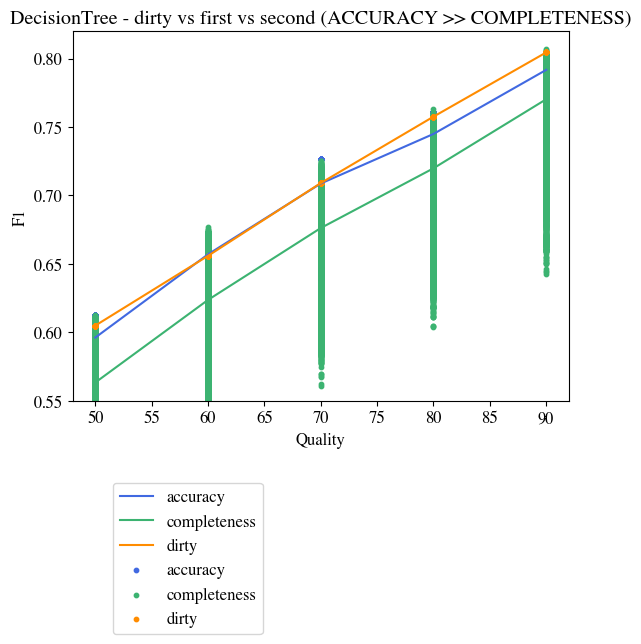 DecisionTree - dirty vs first vs second (ACCURACY >> COMPLETENESS)
0.80
0.75
0.70
0.65
0.60
0.55
F1
50 55 60 65 70 75 80 85 90
Quality
accuracy
completeness
dirty
accuracy
completeness
dirty